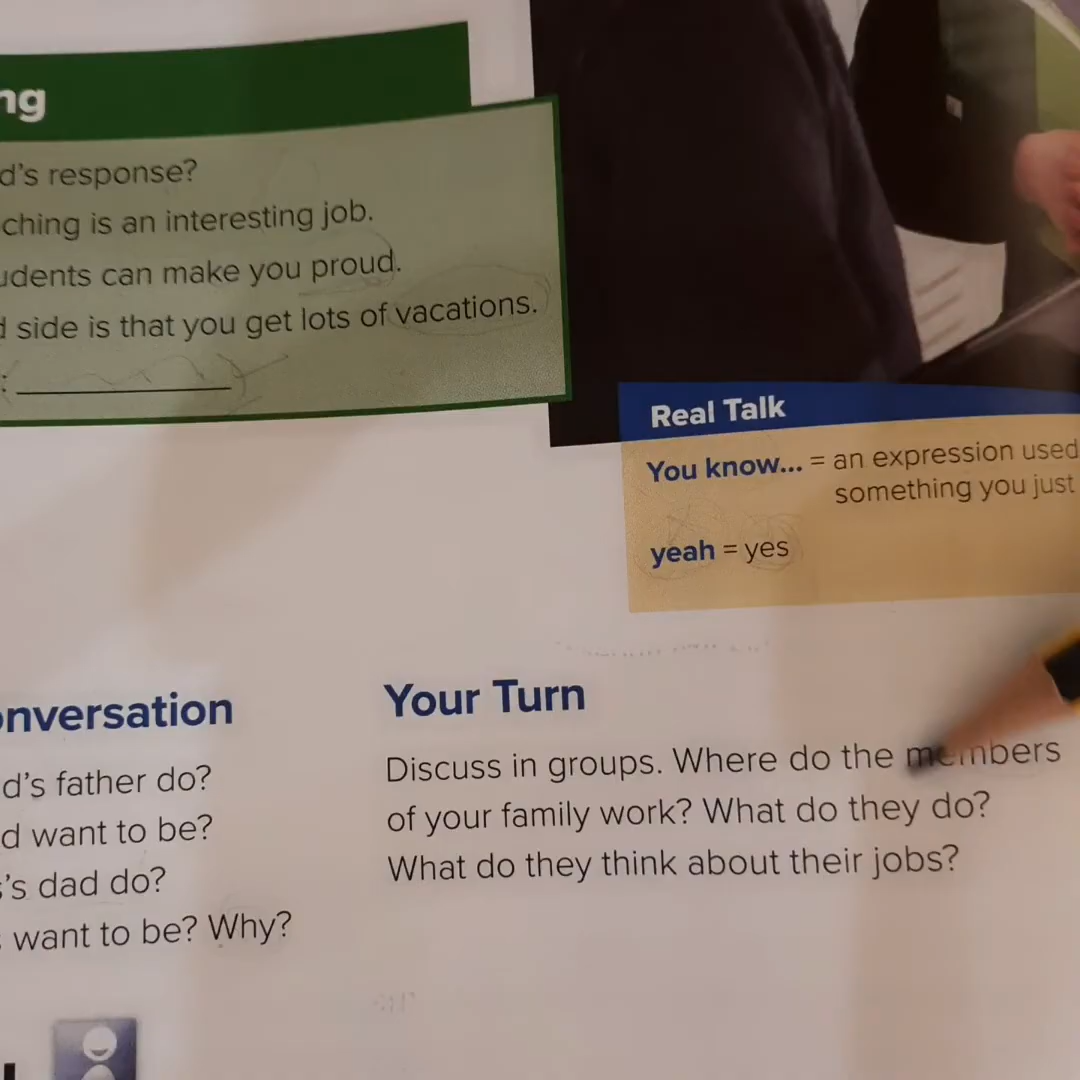 ng
d's response?
ching is an interesting job.
udents can make you proud.
d side is that you get lots of vacations.
: ____________
Real Talk
You know... = an expression used
something you just
yeah = yes
onversation
d's father do?
d want to be?
's dad do?
want to be? Why?
Your Turn
Discuss in groups. Where do the members
of your family work? What do they do?
What do they think about their jobs?